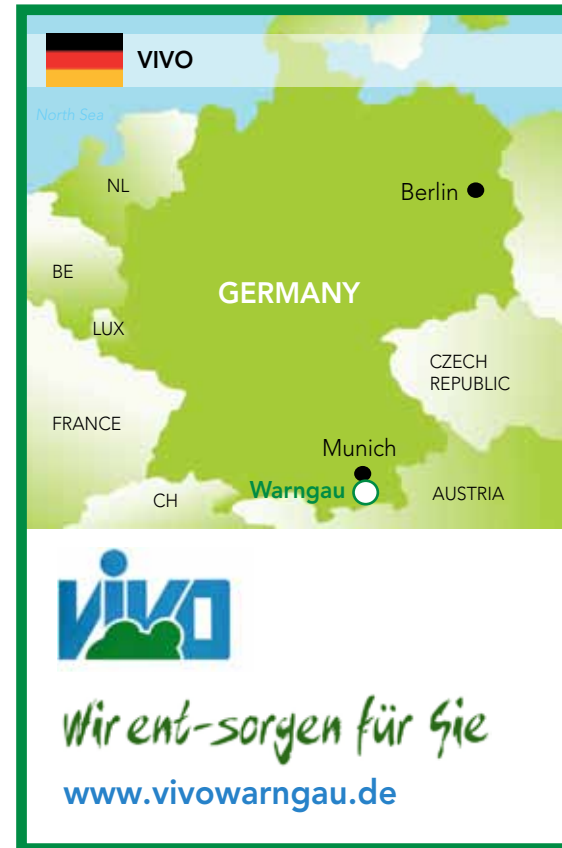 VIVO
North Sea
NL
Berlin
BE
GERMANY
LUX
CZECH
REPUBLIC
FRANCE
Munich
Warngau
CH
AUSTRIA
vivo
Wir ent-sorgen für Sie
www.vivowarngau.de